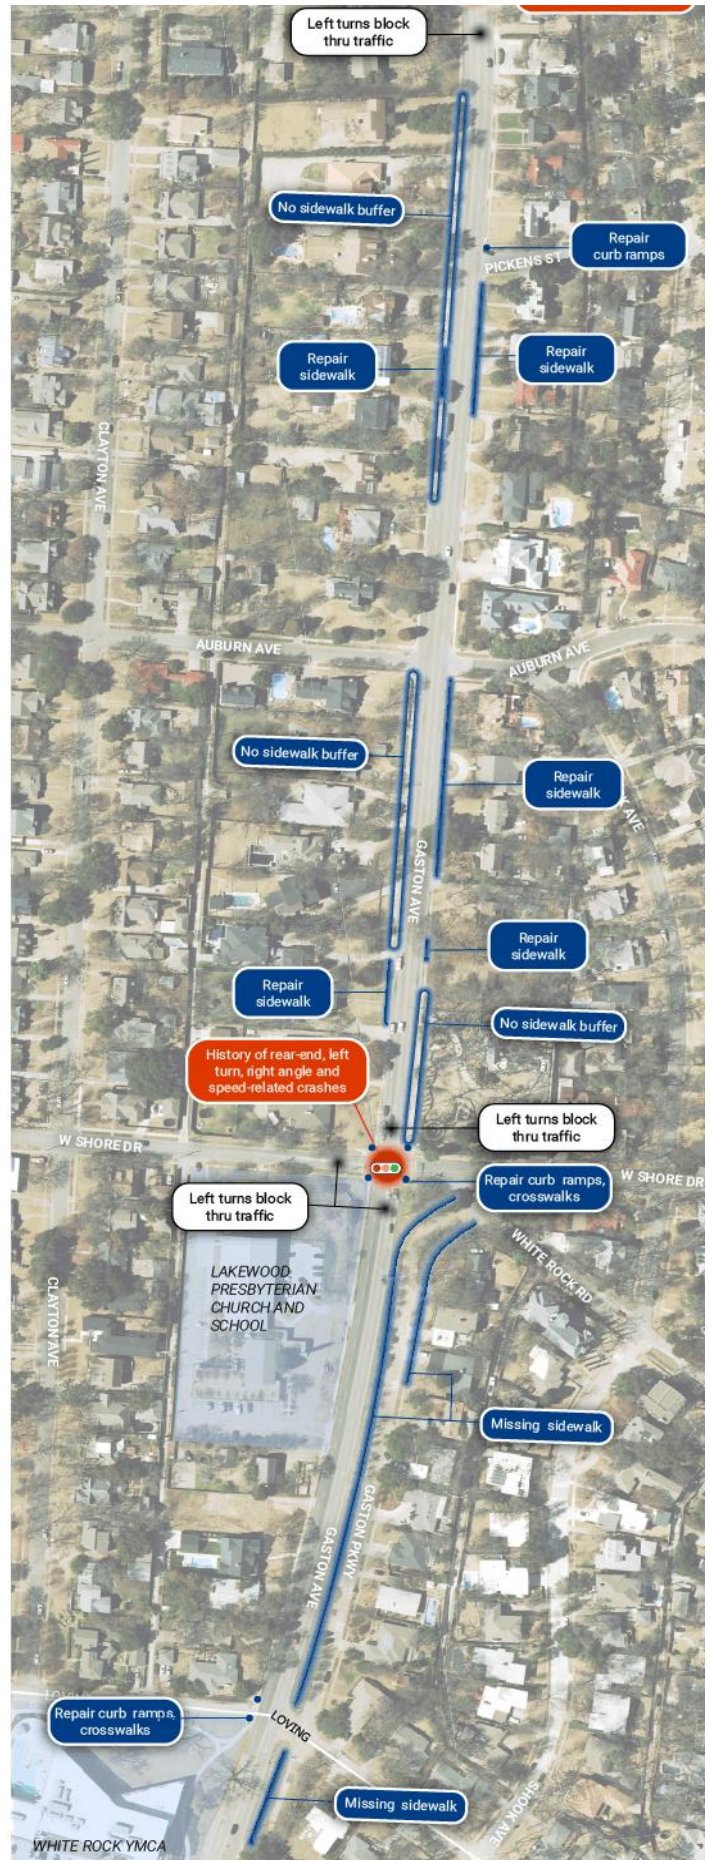 Left turns block
thru traffic
No sidewalk buffer
Repair
curb ramps
PICKENS ST
Repair
sidewalk
Repair
sidewalk
CLAYTON AVE
AUBURN AVE
AUBURN AVE
No sidewalk buffer
Repair
sidewalk
AVE
GASTON AVE
Repair
sidewalk
Repair
sidewalk
No sidewalk buffer
History of rear-end, left
turn, right angle and
speed-related crashes
Left turns block
thru traffic
W SHORE DR
W SHORE DR
Repair curb ramps,
crosswalks
Left turns block
thru traffic
WHITE ROCK RD
LAKEWOOD
PRESBYTERIAN
CHURCH AND
SCHOOL
CLAYTON AVE
Missing sidewalk
GASTON PKWY
GASTON AVE
Repair curb ramps,
crosswalks
LOVING
Missing sidewalk
SHOOK AVE
WHITE ROCK YMCA